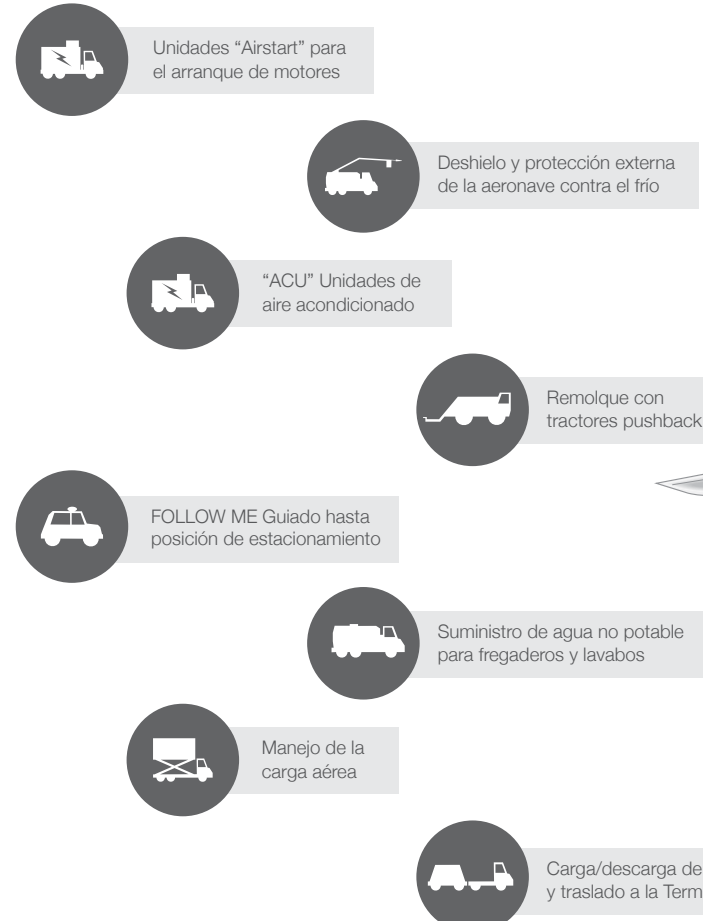 Unidades “Airstart” para
el arranque de motores
Deshielo y protección externa
de la aeronave contra el frío
“ACU” Unidades de
aire acondicionado
Remolque con
tractores pushback
FOLLOW ME Guiado hasta
posición de estacionamiento
Suministro de agua no potable
para fregaderos y lavabos
Manejo de la
carga aérea
Carga/descarga de
y traslado a la